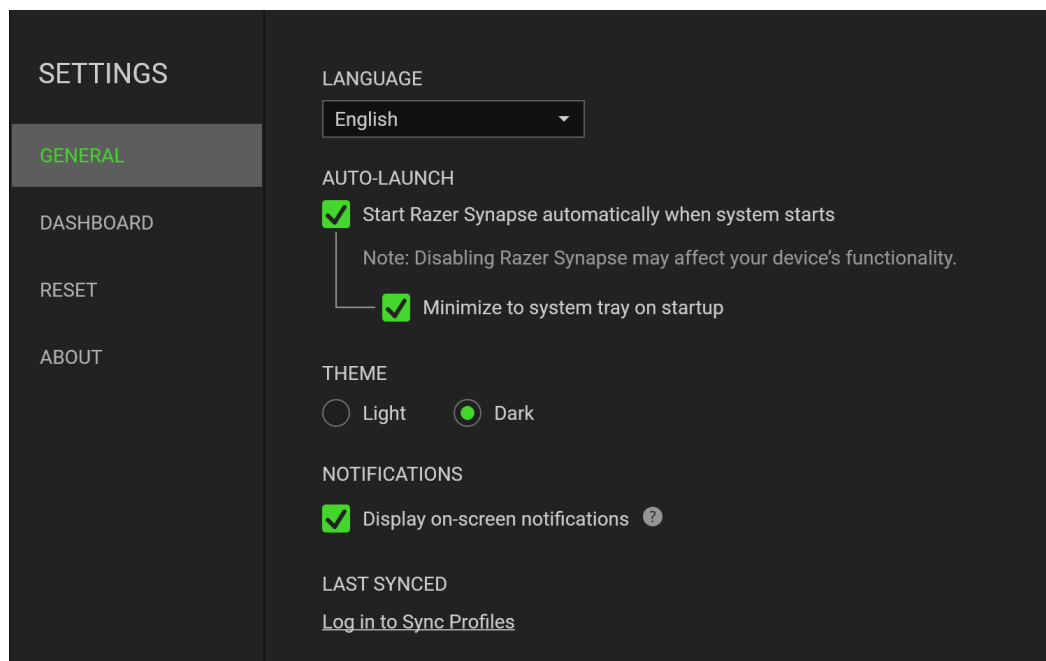 SETTINGS
GENERAL
DASHBOARD
RESET
ABOUT
LANGUAGE
English
AUTO-LAUNCH
Start Razer Synapse automatically when system starts
Note: Disabling Razer Synapse may affect your device’s functionality.
Minimize to system tray on startup
THEME
Light Dark
NOTIFICATIONS
Display on-screen notifications ?
LAST SYNCED
Log in to Sync Profiles